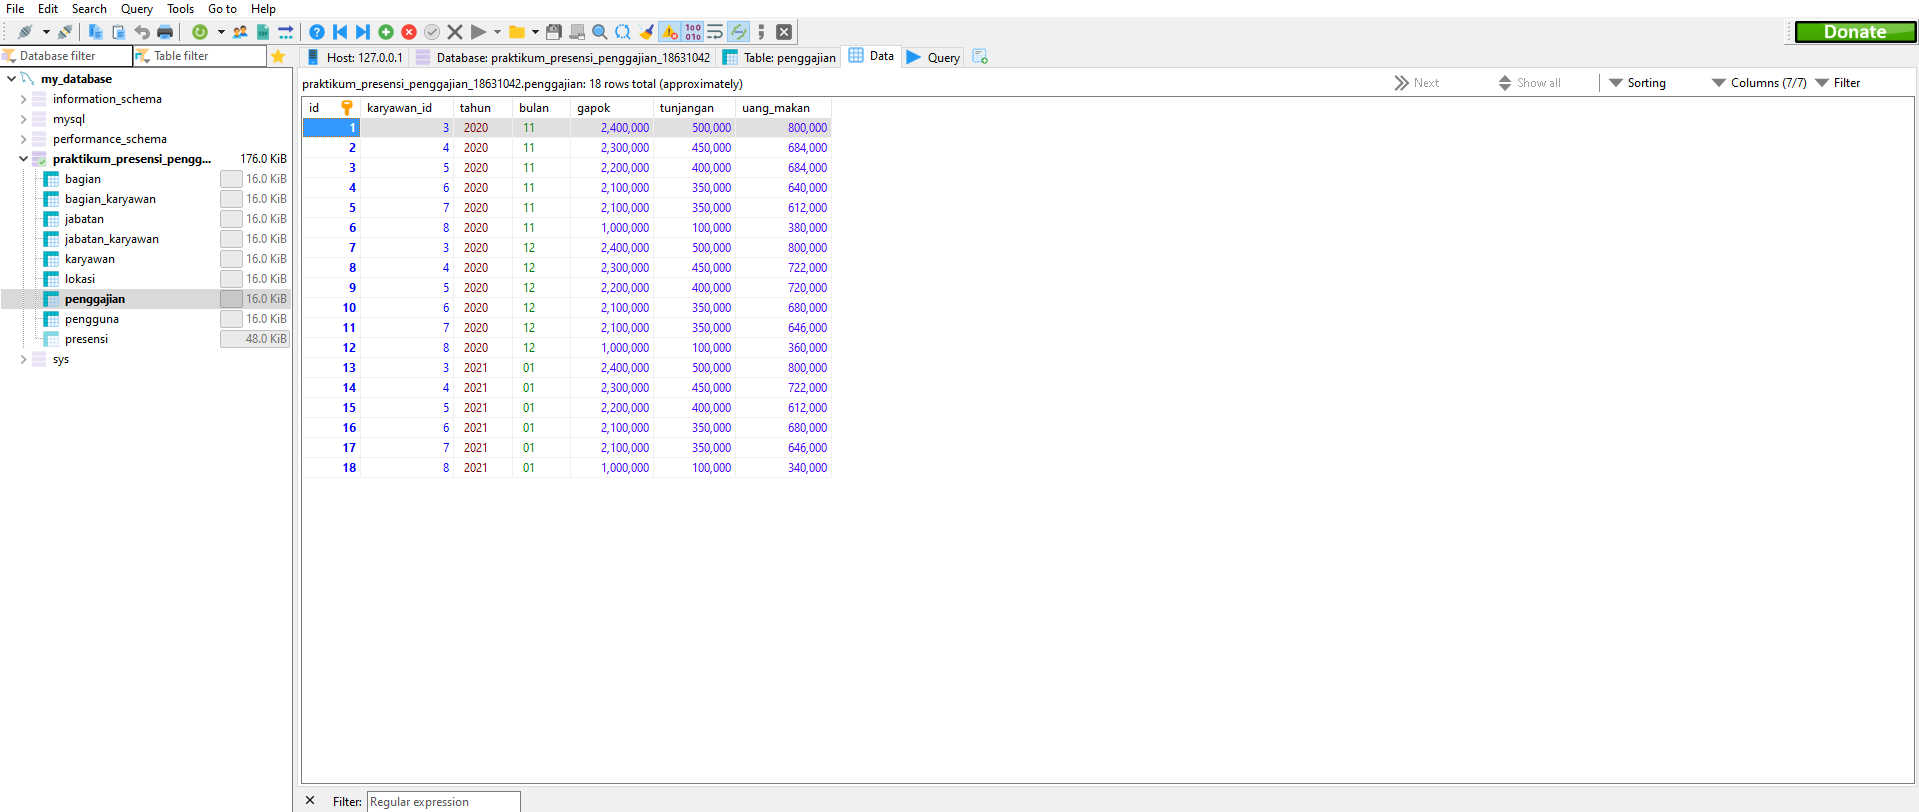 File Edit Search Query Tools Go to Help
Donate
Database filter Table filter Host: 127.0.0.1 Database: praktikum_presensi_penggajian_18631042 Table: penggajian Data Query
my_database
information_schema
mysql
performance_schema
praktikum_presensi_pengg... 176.0 KiB
bagian 16.0 KiB
bagian_karyawan 16.0 KiB
jabatan 16.0 KiB
jabatan_karyawan 16.0 KiB
karyawan 16.0 KiB
lokasi 16.0 KiB
penggajian 16.0 KiB
pengguna 16.0 KiB
presensi 48.0 KiB
sys
praktikum_presensi_penggajian_18631042.penggajian: 18 rows total (approximately) Next Show all Sorting Columns (7/7) Filter
id karyawan_id tahun bulan gapok tunjangan uang_makan
1 3 2020 11 2,400,000 500,000 800,000
2 4 2020 11 2,300,000 450,000 684,000
3 5 2020 11 2,200,000 400,000 684,000
4 6 2020 11 2,100,000 350,000 640,000
5 7 2020 11 2,100,000 350,000 612,000
6 8 2020 11 1,000,000 100,000 380,000
7 3 2020 12 2,400,000 500,000 800,000
8 4 2020 12 2,300,000 450,000 722,000
9 5 2020 12 2,200,000 400,000 720,000
10 6 2020 12 2,100,000 350,000 680,000
11 7 2020 12 2,100,000 350,000 646,000
12 8 2020 12 1,000,000 100,000 360,000
13 3 2021 01 2,400,000 500,000 800,000
14 4 2021 01 2,300,000 450,000 722,000
15 5 2021 01 2,200,000 400,000 612,000
16 6 2021 01 2,100,000 350,000 680,000
17 7 2021 01 2,100,000 350,000 646,000
18 8 2021 01 1,000,000 100,000 340,000
Filter: Regular expression